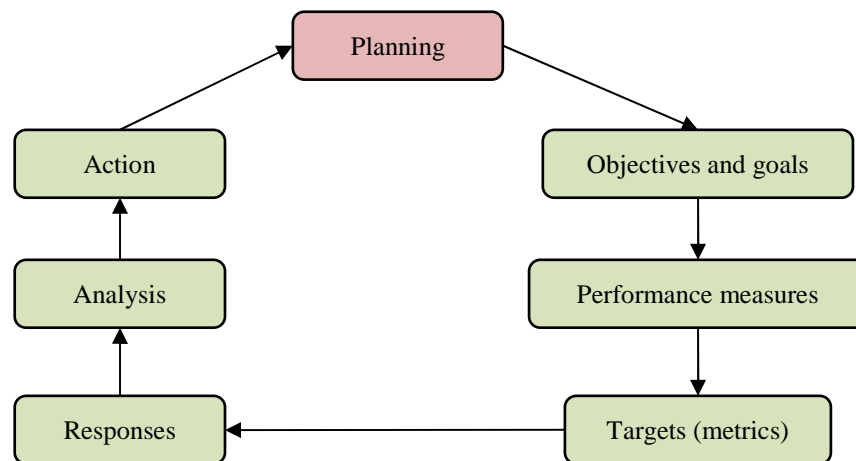 Planning
Action
Objectives and goals
Analysis
Performance measures
Responses
Targets (metrics)